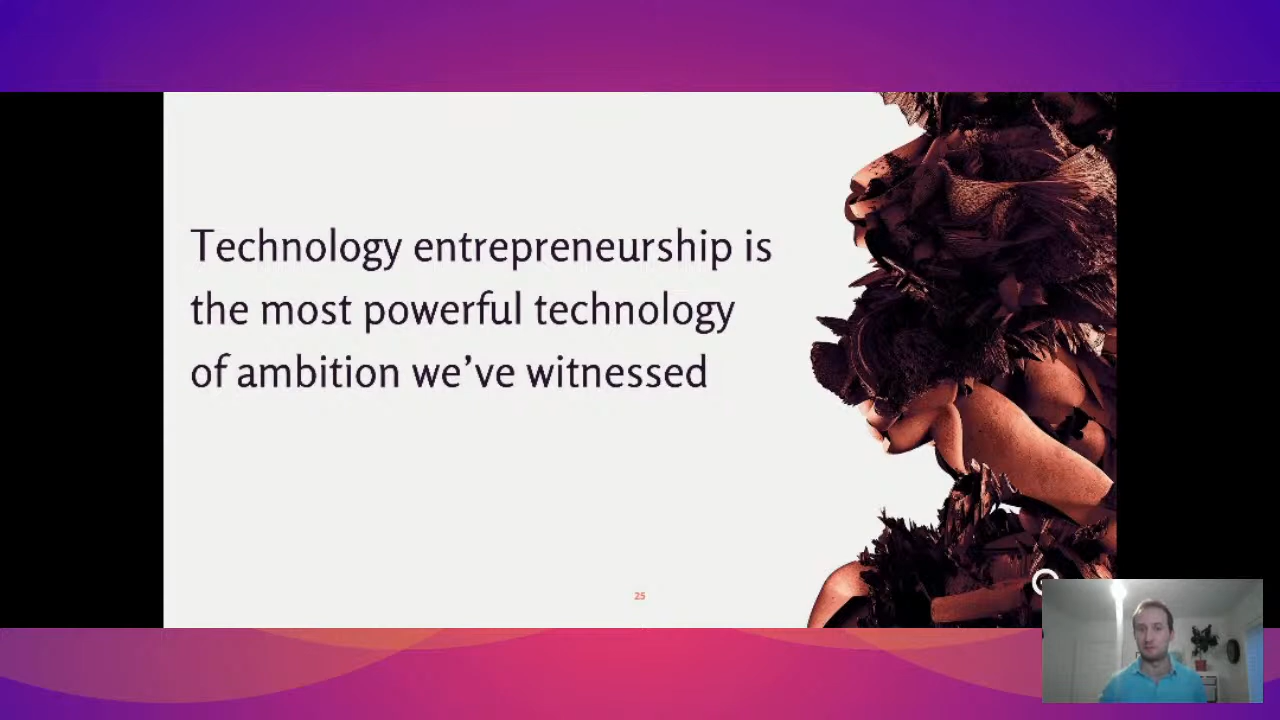 Technology entrepreneurship is
the most powerful technology
of ambition we’ve witnessed
25